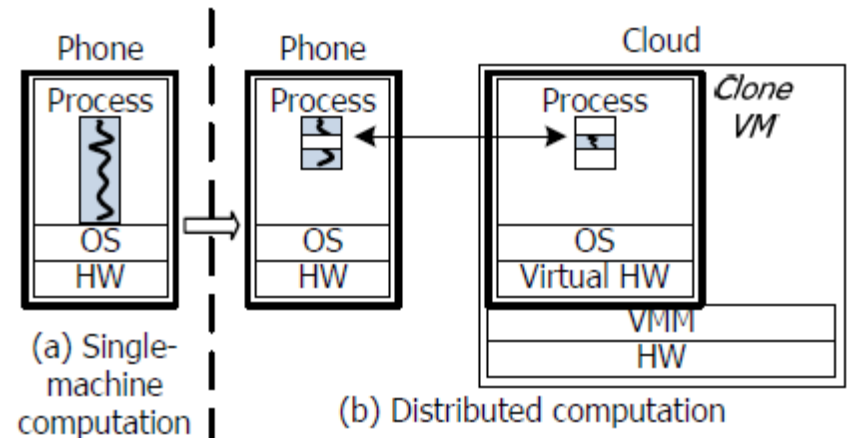 Phone
Process
OS
HW
(a) Single-
machine
computation
Phone
Process
OS
HW
Cloud
Process
OS
Virtual HW
Clone
VM
VMM
HW
(b) Distributed computation